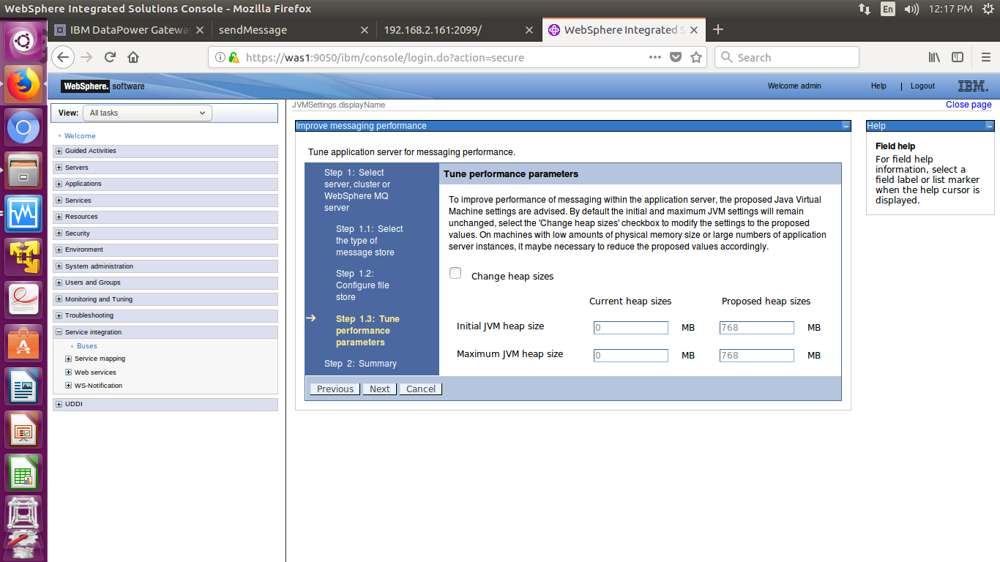 WebSphere Integrated Solutions Console - Mozilla Firefox
En
12:17 PM
IBM DataPower Gateway
sendMessage
192.168.2.161:2099/
WebSphere Integrated S
https://was1:9050/ibm/console/login.do?action=secure
Search
WebSphere. software
Welcome admin
Help
Logout
IBM.
View:
All tasks
Welcome
Guided Activities
Servers
Applications
Services
Resources
Security
Environment
System administration
Users and Groups
Monitoring and Tuning
Troubleshooting
Service integration
Buses
Service mapping
Web services
WS-Notification
UDDI
JVMSettings.displayName
Close page
Improve messaging performance
Tune application server for messaging performance.
Step 1: Select
server, cluster or
WebSphere MQ
server
Step 1.1: Select
the type of
message store
Step 1.2:
Configure file
store
Step 1.3: Tune
performance
parameters
Step 2: Summary
Tune performance parameters
To improve performance of messaging within the application server, the proposed Java Virtual
Machine settings are advised. By default the initial and maximum JVM settings will remain
unchanged, select the 'Change heap sizes' checkbox to modify the settings to the proposed
values. On machines with low amounts of physical memory size or large numbers of application
server instances, it maybe necessary to reduce the proposed values accordingly.
Change heap sizes
Current heap sizes
Proposed heap sizes
Initial JVM heap size
0
MB
768
MB
Maximum JVM heap size
0
MB
768
MB
Previous
Next
Cancel
Help
Field help
For field help
information, select a
field label or list marker
when the help cursor is
displayed.